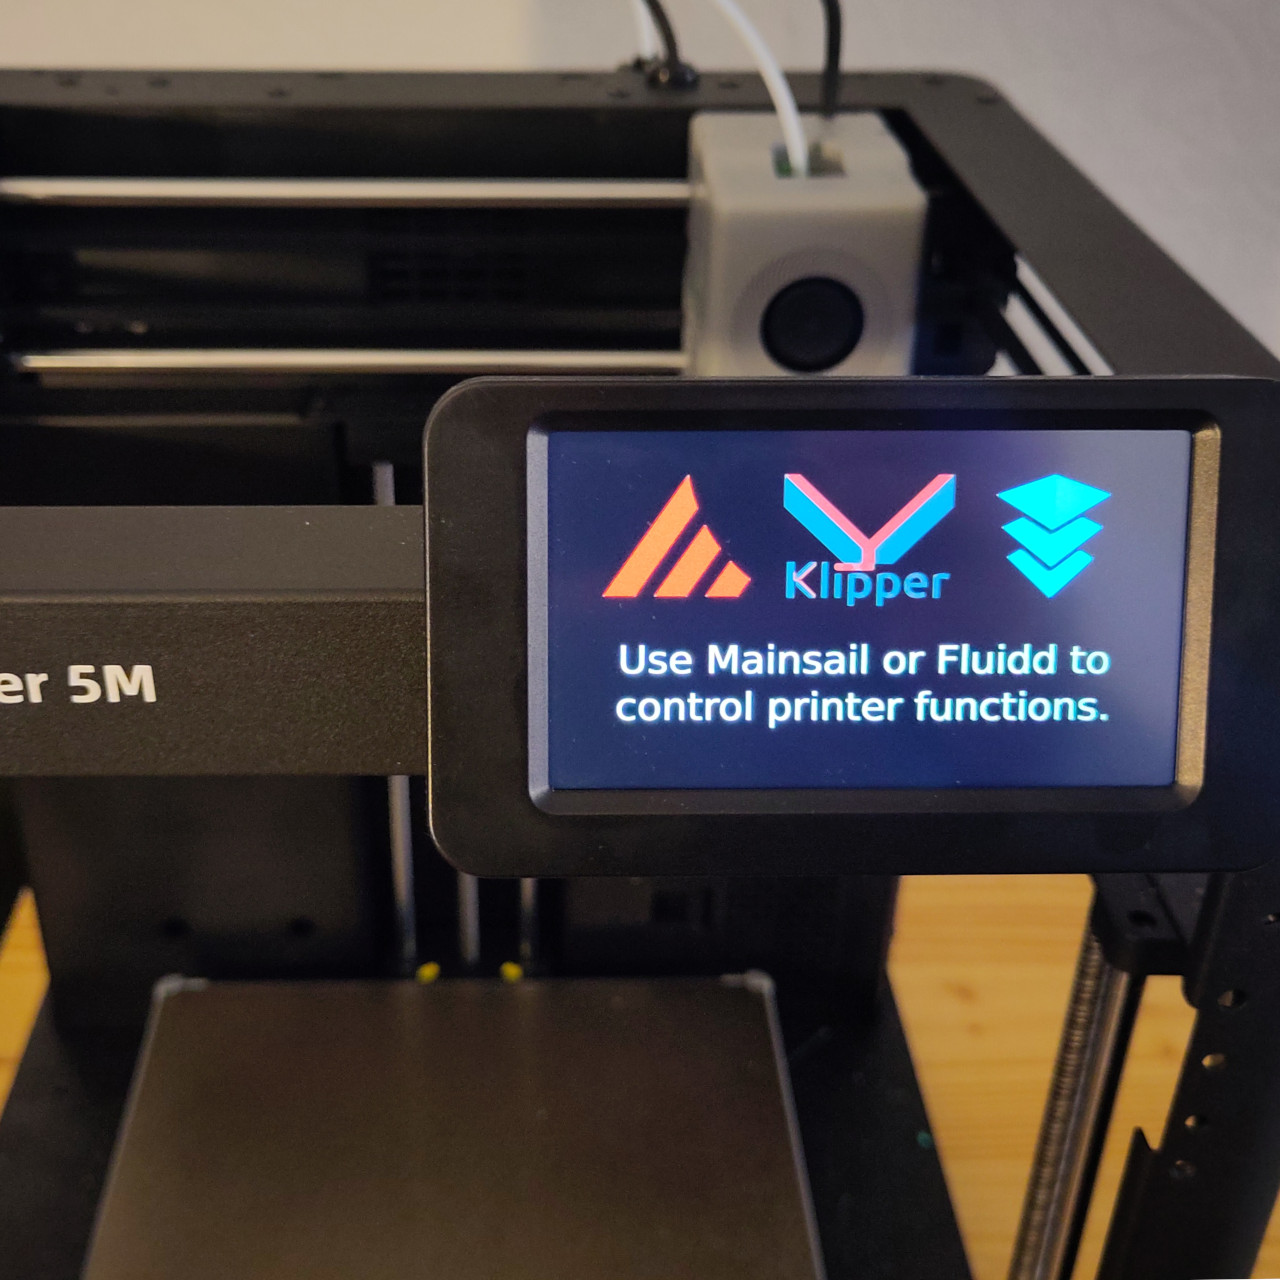 er 5M
Klipper
Use Mainsail or Fluidd to
control printer functions.